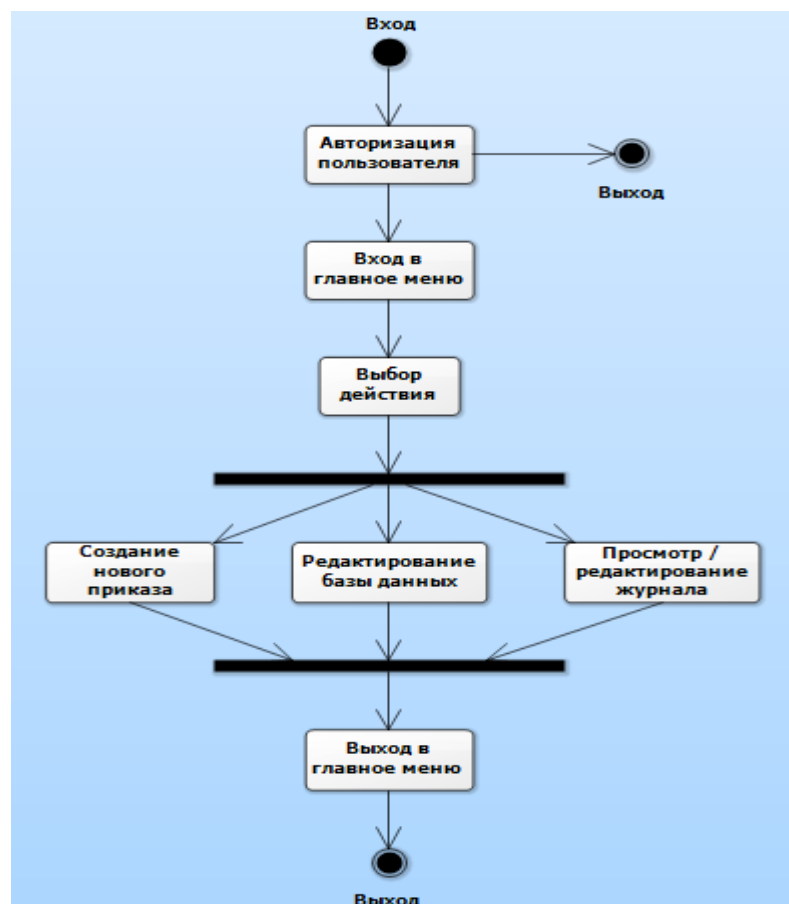 Вход
Авторизация
пользователя
Выход
Вход в
главное меню
Выбор
действия
Создание
нового
приказа
Редактирование
базы данных
Просмотр /
редактирование
журнала
Выход в
главное меню
Выход